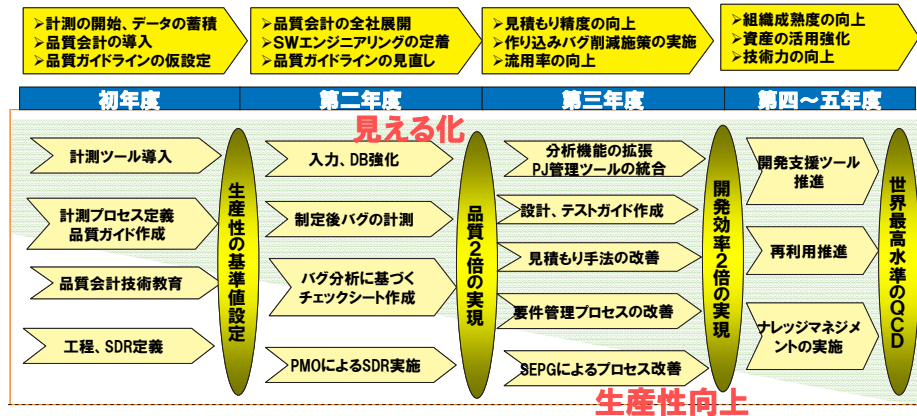 ➢計測の開始、データの蓄積
➢品質会計の導入
➢品質ガイドラインの仮設定
➢品質会計の全社展開
➢SWエンジニアリングの定着
➢品質ガイドラインの見直し
➢見積もり精度の向上
➢作り込みバグ削減施策の実施
➢流用率の向上
➢組織成熟度の向上
➢資産の活用強化
➢技術力の向上
初年度
第二年度
第三年度
第四～五年度
見える化
計測ツール導入
計測プロセス定義
品質ガイド作成
品質会計技術教育
工程、SDR定義
生産性の基準値設定
入力、DB強化
制定後バグの計測
バグ分析に基づく
チェックシート作成
PMOによるSDR実施
品質２倍の実現
分析機能の拡張
PJ管理ツールの統合
設計、テストガイド作成
見積もり手法の改善
要件管理プロセスの改善
SEPGによるプロセス改善
開発効率２倍の実現
開発支援ツール
推進
再利用推進
ナレッジマネジメ
ントの実施
世界最高水準のQCD
生産性向上